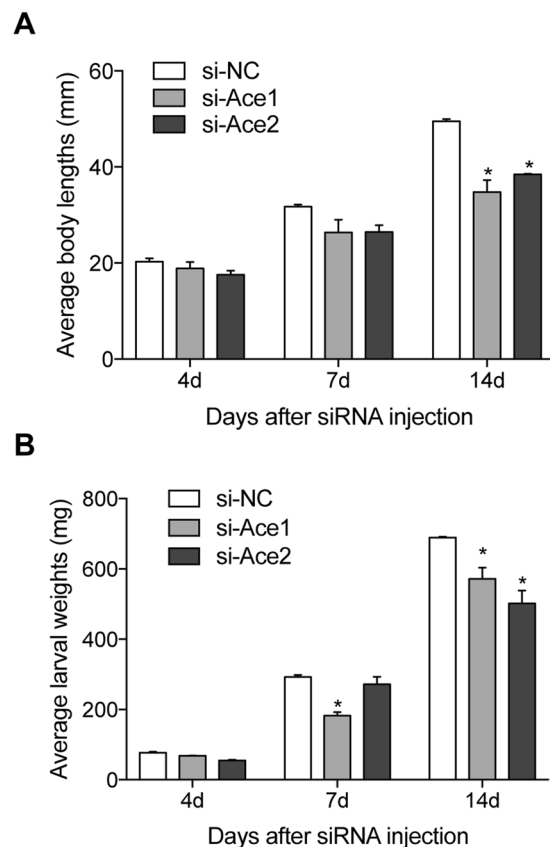 A
si-NC
si-Ace1
si-Ace2
Average body lengths (mm)
60
40
20
0
* *
4d 7d 14d
Days after siRNA injection
B
si-NC
si-Ace1
si-Ace2
Average larval weights (mg)
800
600
400
200
0
*
*
*
4d 7d 14d
Days after siRNA injection